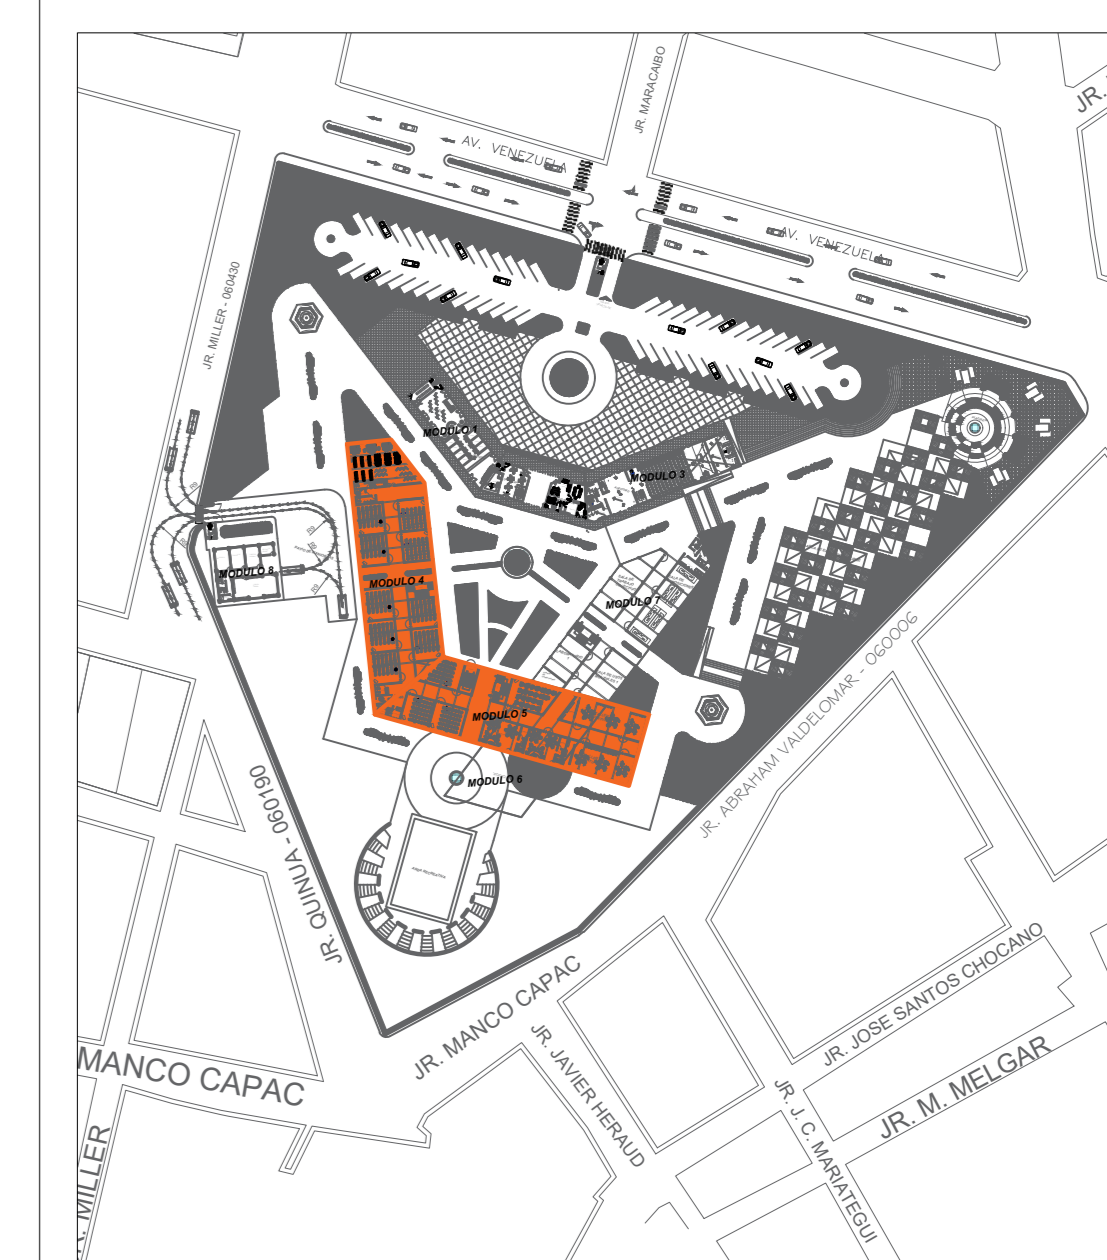 JR. MARACAIBO
JR.
AV. VENEZUELA
AV. VENEZUELA
JR. MILLER - 060430
MODULO 1
MODULO 3
MODULO 8
MODULO 4
MODULO 7
MODULO 5
MODULO 6
JR. ABRAHAM VALDELOMAR - 060006
JR. QUINUA - 060190
JR. MANCO CAPAC
MANCO CAPAC
JR. JOSE SANTOS CHOCANO
JR. JAVIER HERAUD
JR. M. MELGAR
JR. J. C. MARIATEGUI
R. MILLER